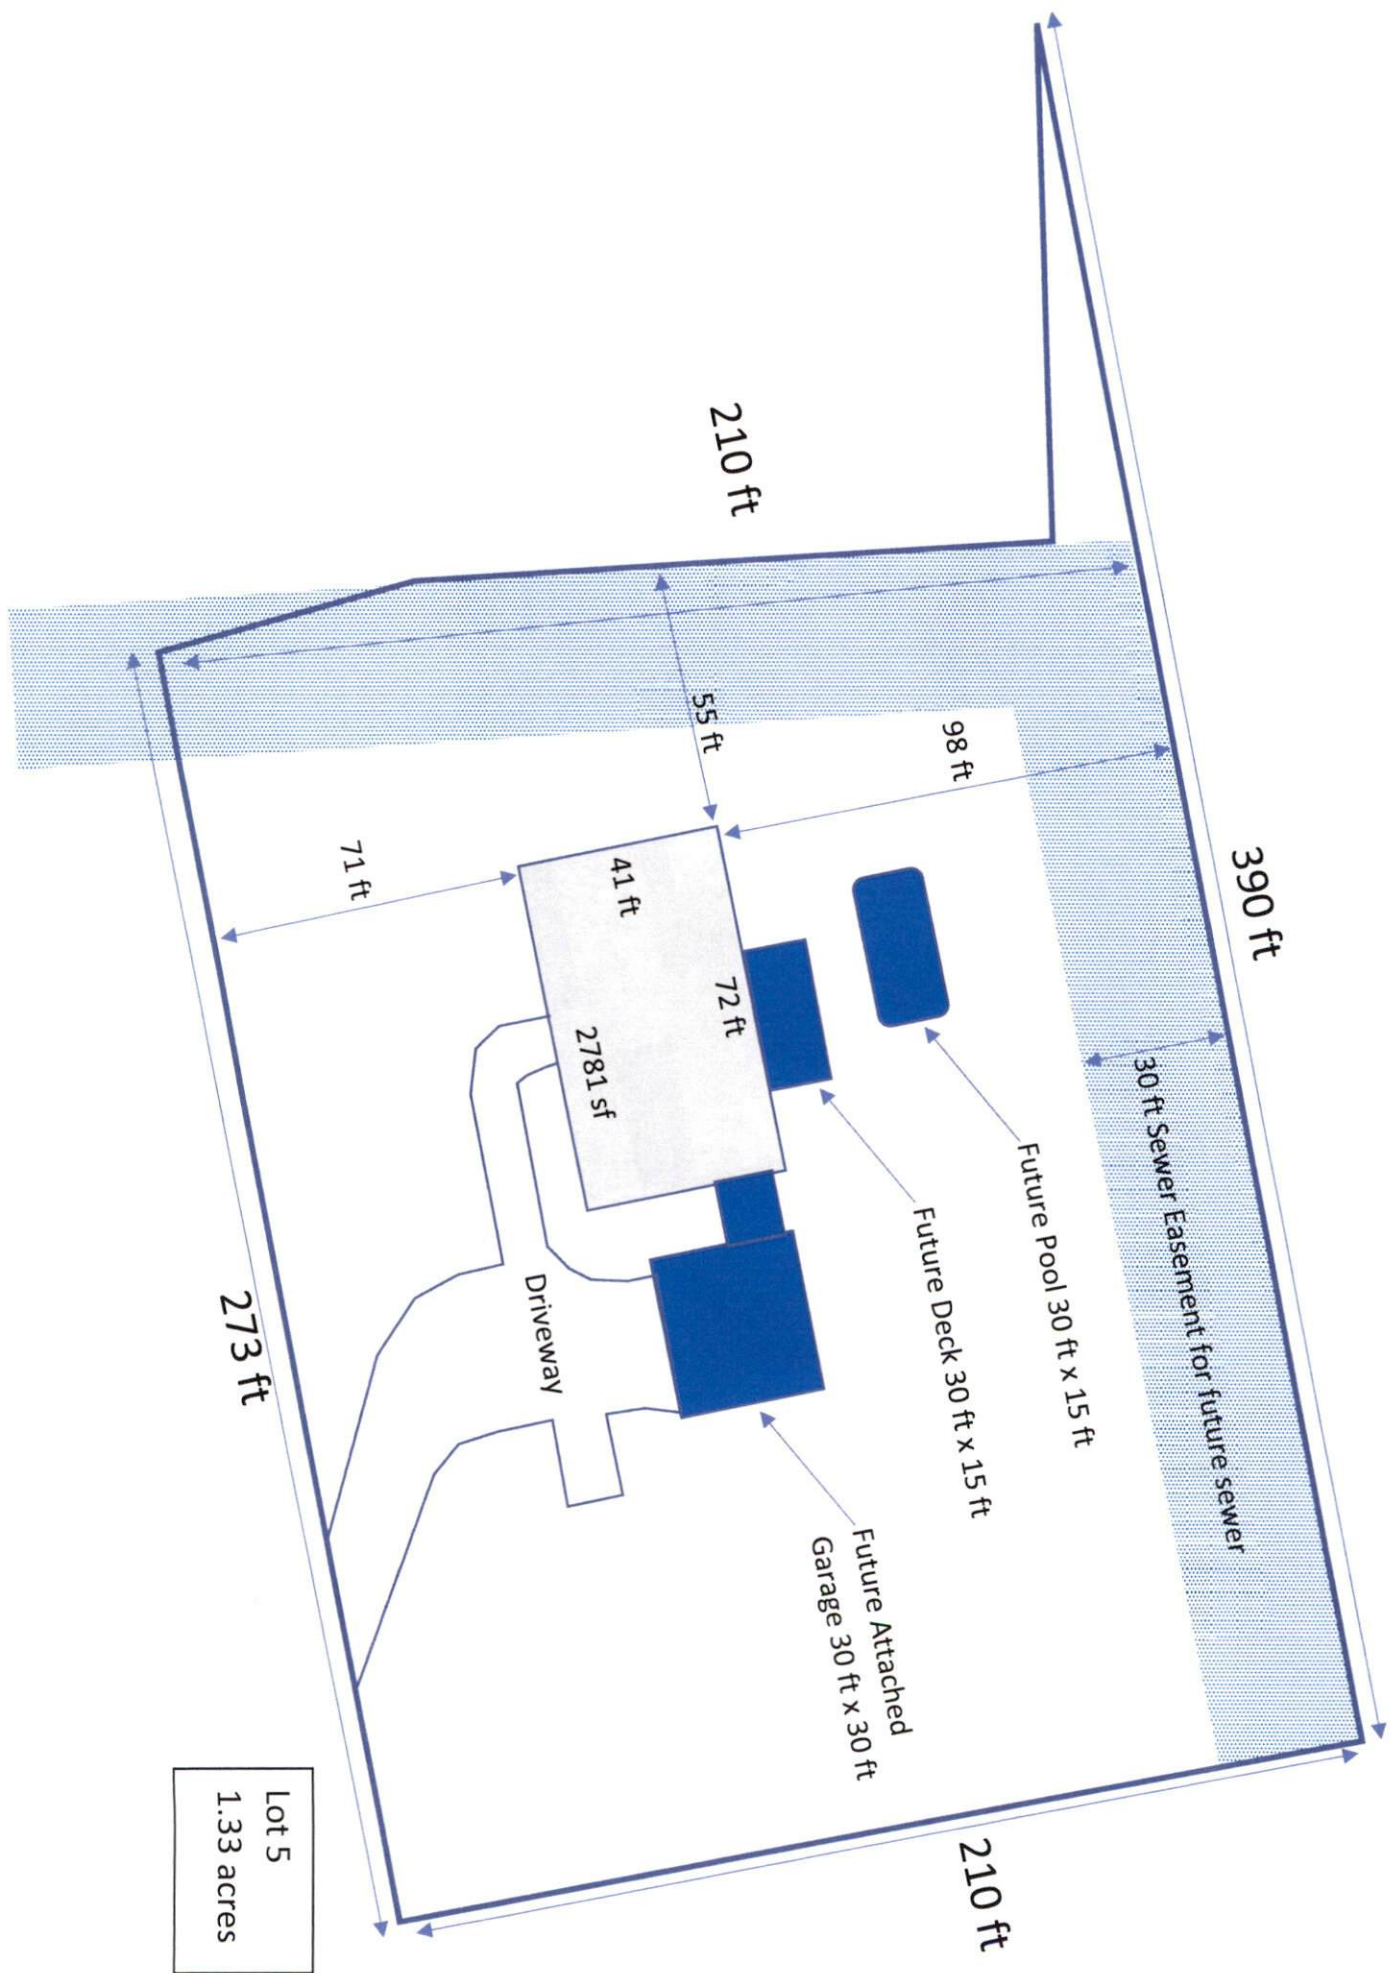 390 ft
30 ft Sewer Easement for future sewer
210 ft
98 ft
55 ft
Future Pool 30 ft x 15 ft
Future Deck 30 ft x 15 ft
Future Attached
Garage 30 ft x 30 ft
72 ft
41 ft
2781 sf
71 ft
Driveway
210 ft
273 ft
Lot 5
1.33 acres